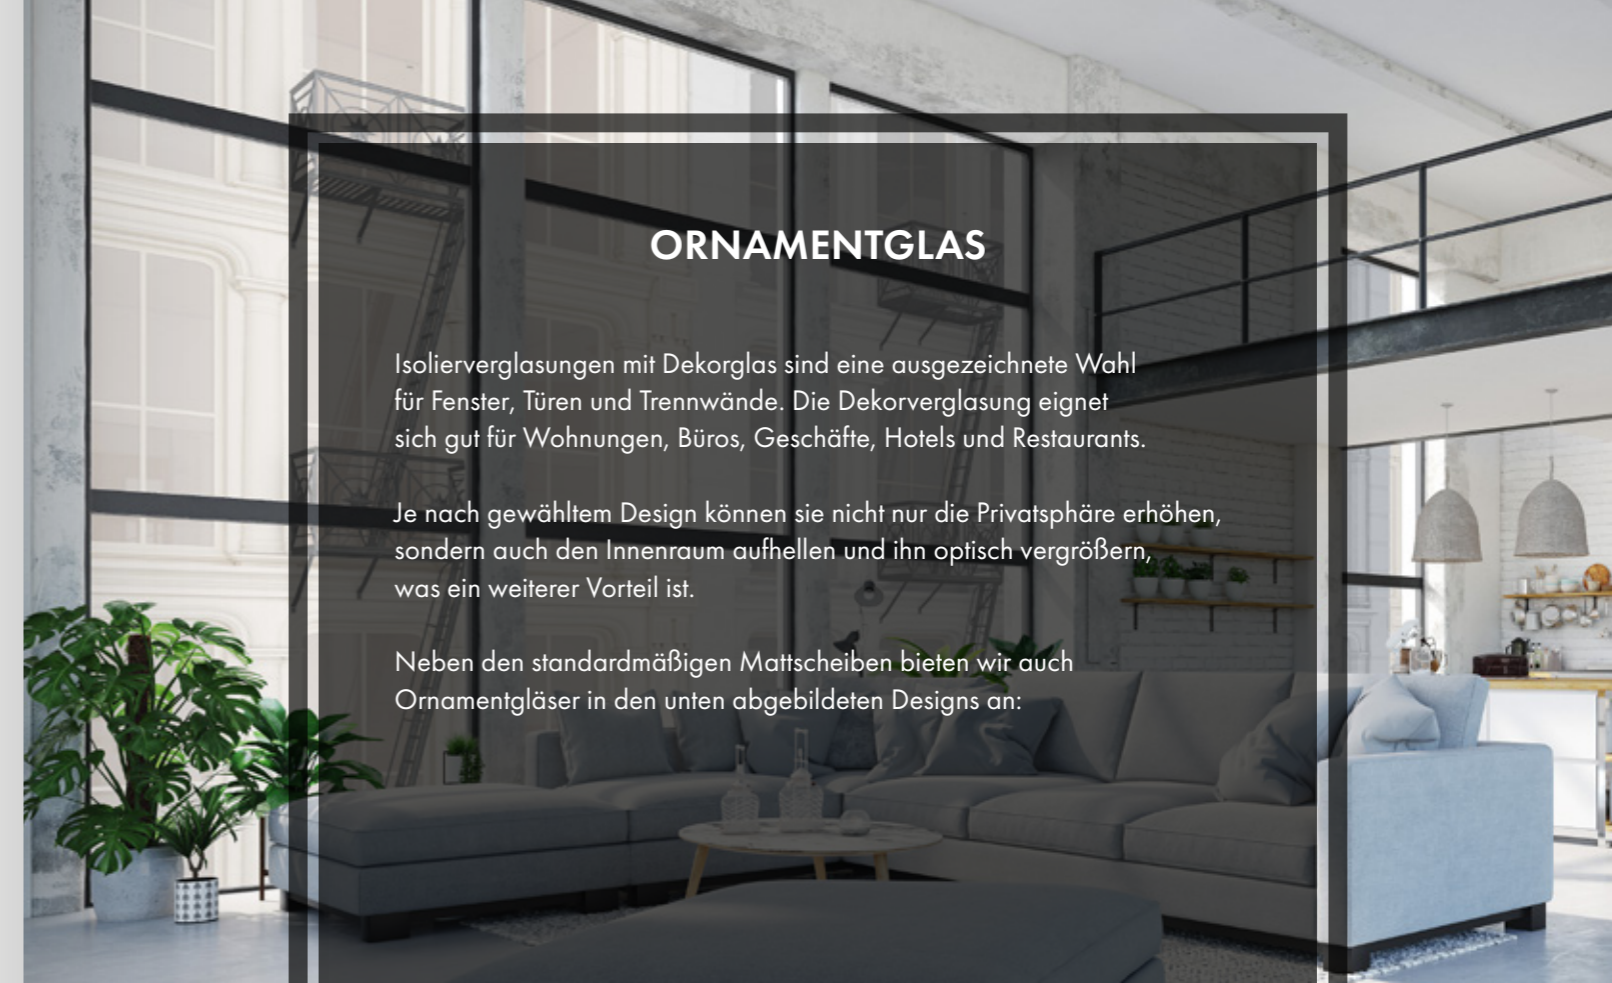 ORNAMENTGLAS
Isolierverglasungen mit Dekorglas sind eine ausgezeichnete Wahl
für Fenster, Türen und Trennwände. Die Dekorverglasung eignet
sich gut für Wohnungen, Büros, Geschäfte, Hotels und Restaurants.
Je nach gewähltem Design können sie nicht nur die Privatsphäre erhöhen,
sondern auch den Innenraum aufhellen und ihn optisch vergrößern,
was ein weiterer Vorteil ist.
Neben den standardmäßigen Mattscheiben bieten wir auch
Ornamentgläser in den unten abgebildeten Designs an: